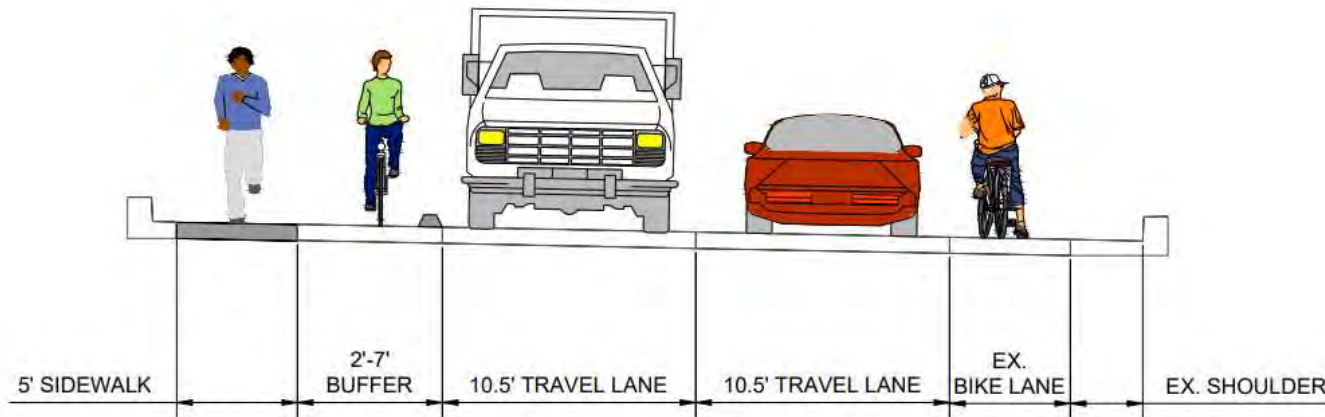 5' SIDEWALK
2'-7'
BUFFER
10.5' TRAVEL LANE
10.5' TRAVEL LANE
EX.
BIKE LANE
EX. SHOULDER